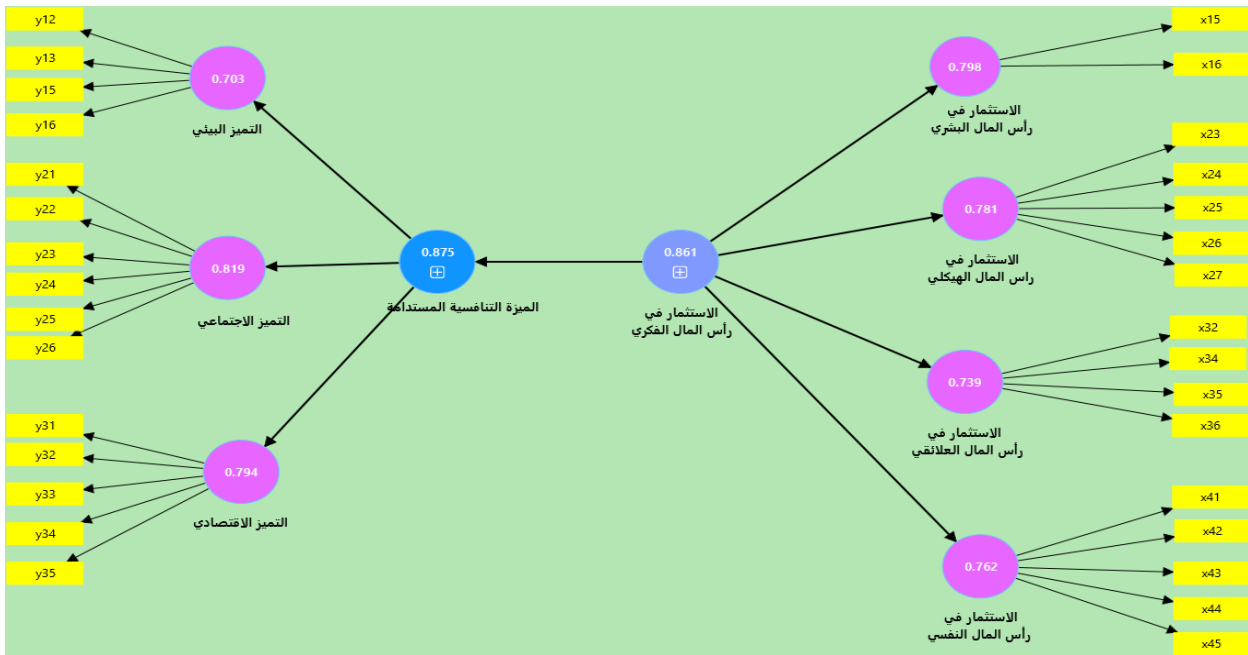 y12
y13
y15
y16
0.703
التميز البيئي
y21
y22
y23
y24
y25
y26
0.819
التميز الاجتماعي
y31
y32
y33
y34
y35
0.794
التميز الاقتصادي
0.875
الميزة التنافسية المستدامة
0.861
الاستثمار في
رأس المال الفكري
0.798
الاستثمار في
رأس المال البشري
x15
x16
0.781
الاستثمار في
راس المال الهيكلي
x23
x24
x25
x26
x27
0.739
الاستثمار في
رأس المال العلائقي
x32
x34
x35
x36
0.762
الاستثمار في
رأس المال النفسي
x41
x42
x43
x44
x45